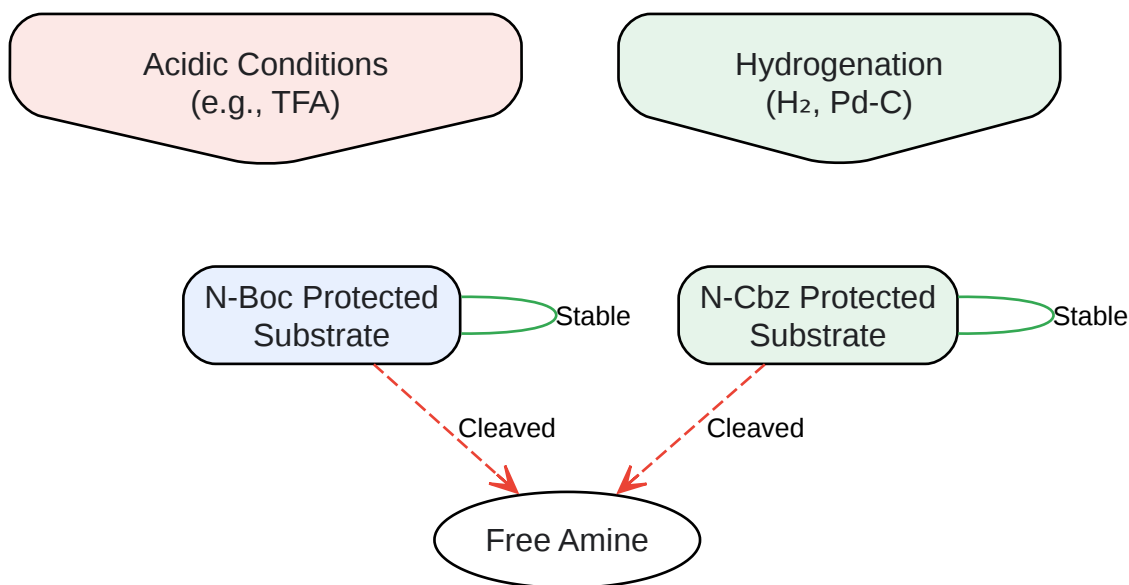 Acidic Conditions
(e.g., TFA)
Hydrogenation
(H₂, Pd-C)
N-Boc Protected
Substrate
Stable
N-Cbz Protected
Substrate
Stable
Cleaved
Cleaved
Free Amine